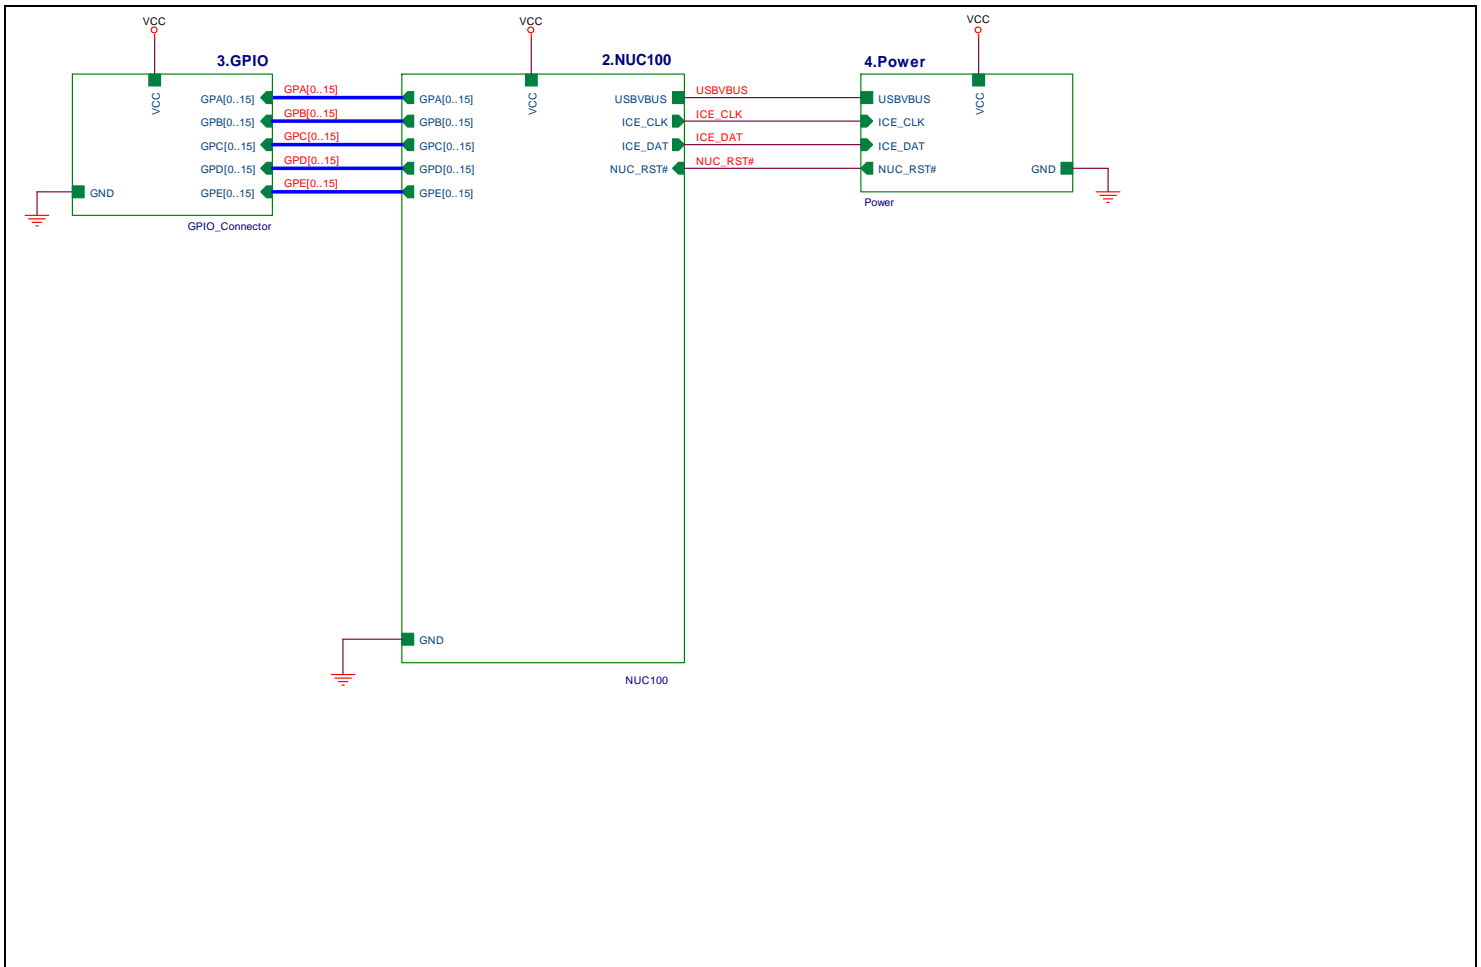 VCC
VCC
VCC
3.GPIO
2.NUC100
4.Power
VCC
GPA[0..15]
GPB[0..15]
GPC[0..15]
GPD[0..15]
GPE[0..15]
GND
GPIO_Connector
GPA[0..15]
GPB[0..15]
GPC[0..15]
GPD[0..15]
GPE[0..15]
VCC
GPA[0..15]
GPB[0..15]
GPC[0..15]
GPD[0..15]
GPE[0..15]
USBVBUS
ICE_CLK
ICE_DAT
NUC_RST#
GND
NUC100
USBVBUS
ICE_CLK
ICE_DAT
NUC_RST#
VCC
USBVBUS
ICE_CLK
ICE_DAT
NUC_RST#
GND
Power